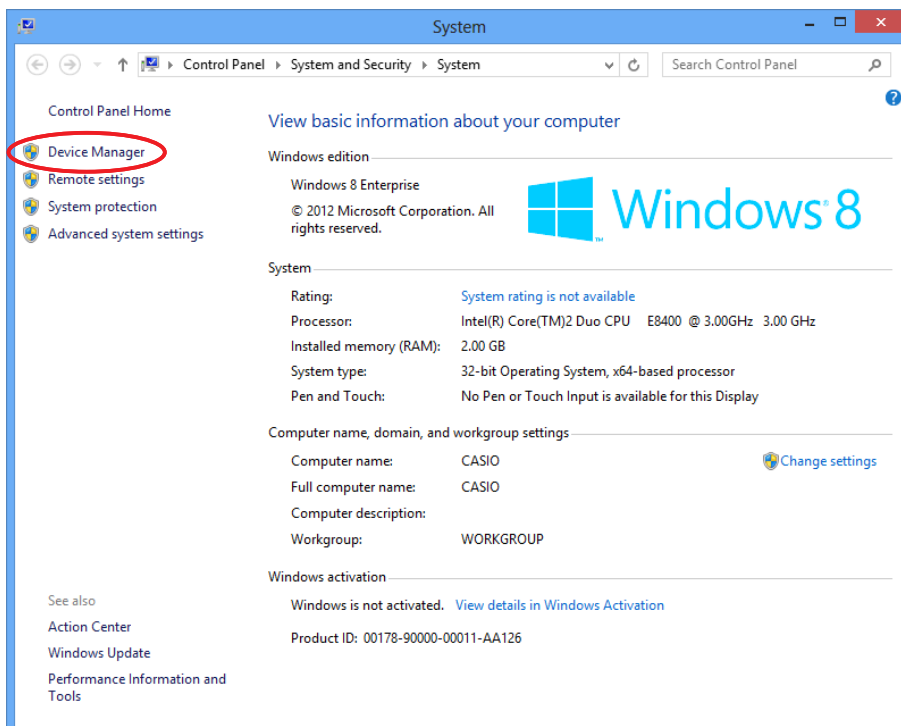 System
Control Panel System and Security System
Search Control Panel
Control Panel Home
Device Manager
Remote settings
System protection
Advanced system settings
View basic information about your computer
Windows edition
Windows 8 Enterprise
© 2012 Microsoft Corporation. All
rights reserved.
Windows® 8
™
System
Rating: System rating is not available
Processor: Intel(R) Core(TM)2 Duo CPU E8400 @ 3.00GHz 3.00 GHz
Installed memory (RAM): 2.00 GB
System type: 32-bit Operating System, x64-based processor
Pen and Touch: No Pen or Touch Input is available for this Display
Computer name, domain, and workgroup settings
Computer name: CASIO Change settings
Full computer name: CASIO
Computer description:
Workgroup: WORKGROUP
Windows activation
Windows is not activated. View details in Windows Activation
Product ID: 00178-90000-00011-AA126
See also
Action Center
Windows Update
Performance Information and
Tools